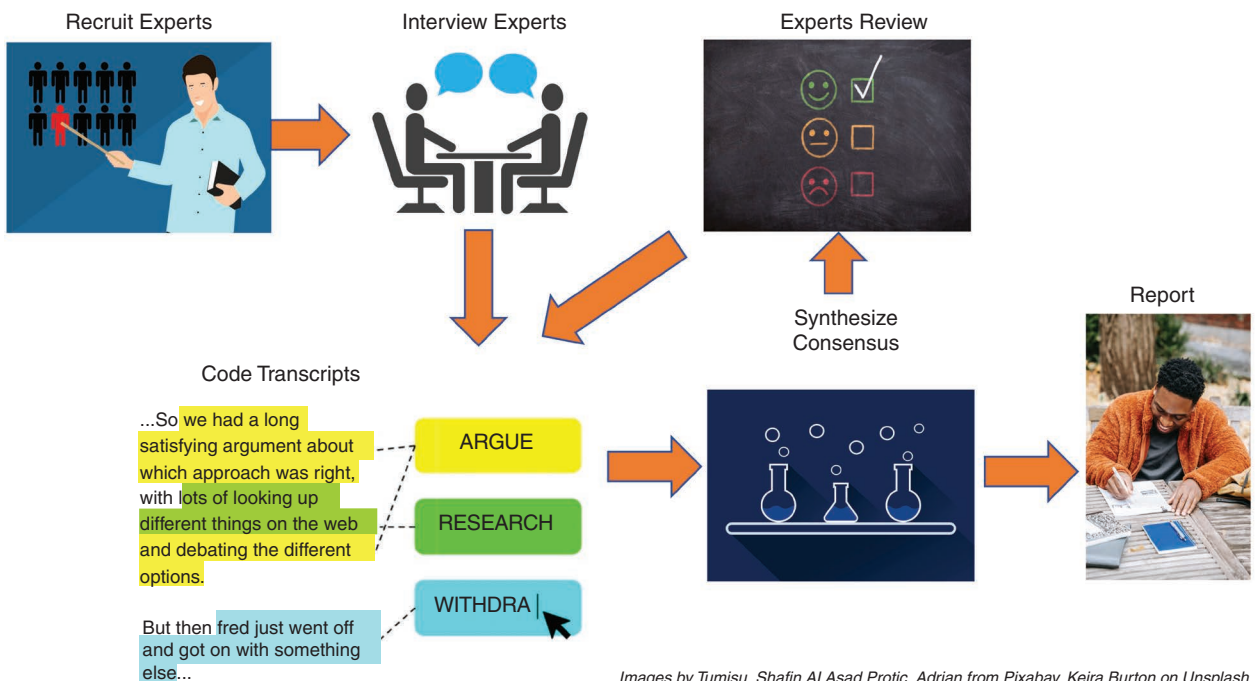 Recruit Experts
Interview Experts
Experts Review
Synthesize
Consensus
Report
Code Transcripts
...So we had a long
satisfying argument about
which approach was right,
with lots of looking up
different things on the web
and debating the different
options.
But then fred just went off
and got on with something
else...
ARGUE
RESEARCH
WITHDRA
Images by Tumisu, Shafin Al Asad Protic, Adrian from Pixabay, Keira Burton on Unsplash